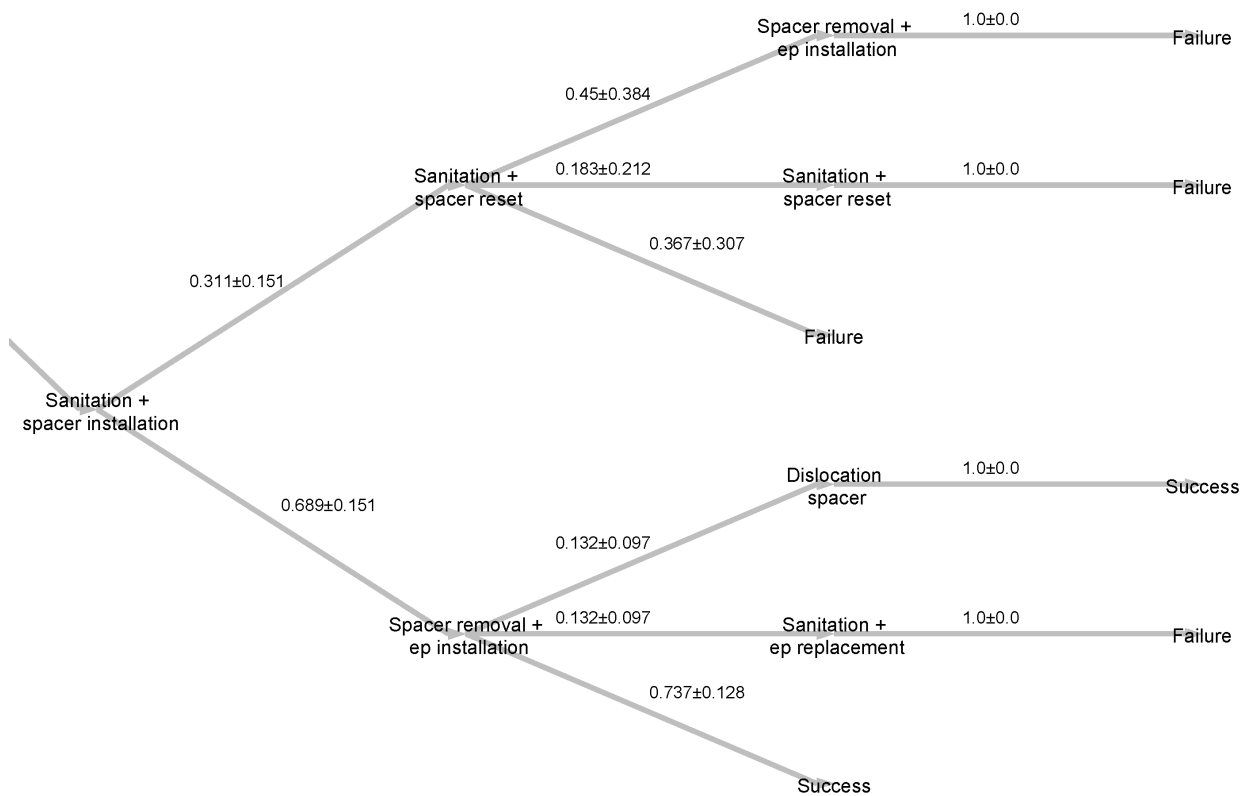 Spacer removal +
ep installation
1.0±0.0
Failure
0.45±0.384
Sanitation +
spacer reset
0.183±0.212
Sanitation +
spacer reset
1.0±0.0
Failure
0.367±0.307
Failure
0.311±0.151
Sanitation +
spacer installation
0.689±0.151
Dislocation
spacer
1.0±0.0
Success
0.132±0.097
Spacer removal +
ep installation
0.132±0.097
Sanitation +
ep replacement
1.0±0.0
Failure
0.737±0.128
Success